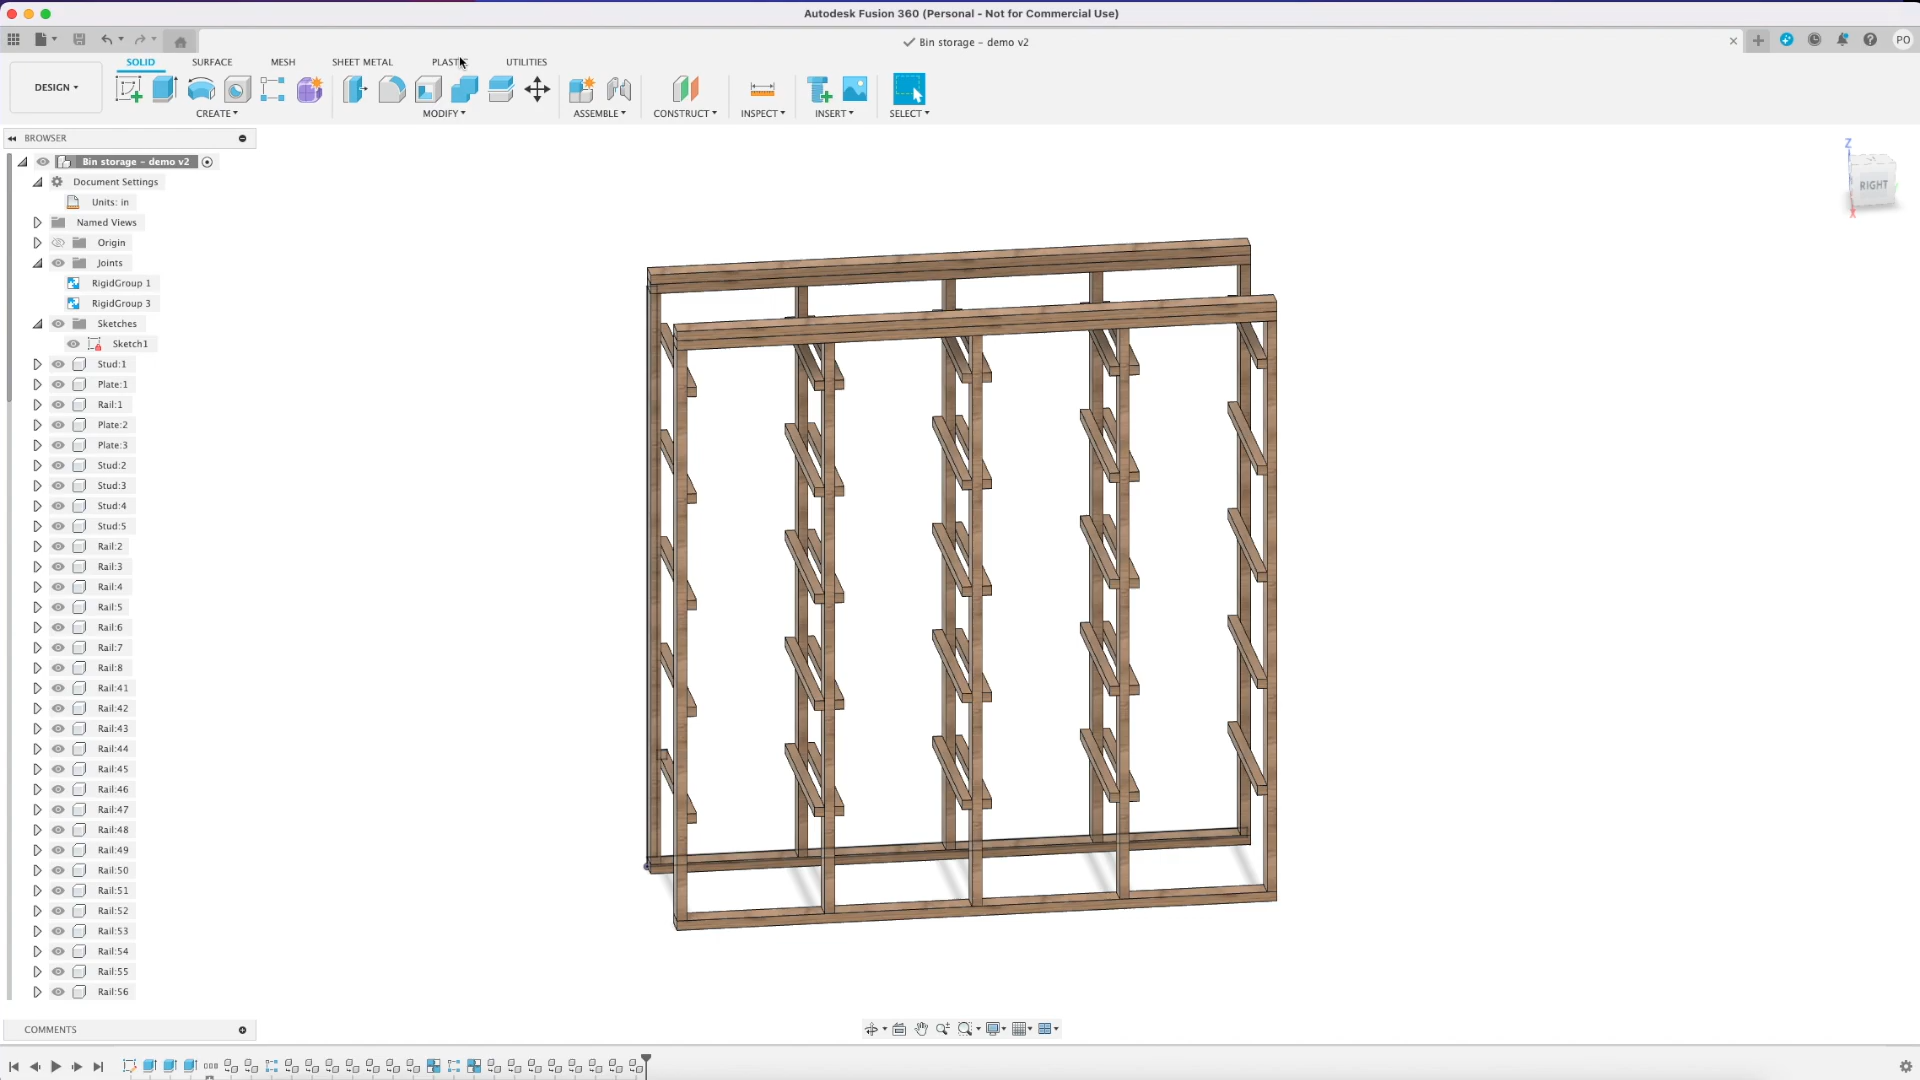 Autodesk Fusion 360 (Personal - Not for Commercial Use)
Bin storage - demo v2
PO
SOLID SURFACE MESH SHEET METAL PLASTIC UTILITIES
DESIGN
CREATE MODIFY ASSEMBLE CONSTRUCT INSPECT INSERT SELECT
BROWSER
Bin storage - demo v2
Document Settings
Units: in
Named Views
Origin
Joints
RigidGroup 1
RigidGroup 3
Sketches
Sketch1
Stud:1
Plate:1
Rail:1
Plate:2
Plate:3
Stud:2
Stud:3
Stud:4
Stud:5
Rail:2
Rail:3
Rail:4
Rail:5
Rail:6
Rail:7
Rail:8
Rail:41
Rail:42
Rail:43
Rail:44
Rail:45
Rail:46
Rail:47
Rail:48
Rail:49
Rail:50
Rail:51
Rail:52
Rail:53
Rail:54
Rail:55
Rail:56
Z
RIGHT
X
COMMENTS